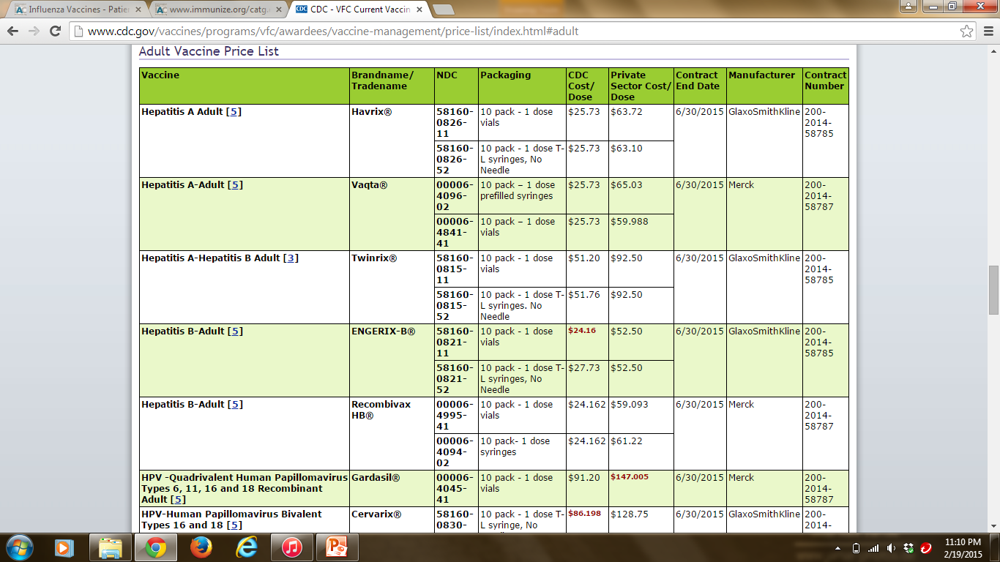 Influenza Vaccines - Patien
www.immunize.org/catg.
CDC - VFC Current Vaccin
www.cdc.gov/vaccines/programs/vfc/awardees/vaccine-management/price-list/index.html#adult
Adult Vaccine Price List
Vaccine
Brandname/
Tradename
NDC
Packaging
CDC
Cost/
Dose
Private
Sector Cost/
Dose
Contract
End Date
Manufacturer
Contract
Number
Hepatitis A Adult [5]
Havrix®
58160-
0826-
11
10 pack - 1 dose
vials
$25.73
$63.72
6/30/2015
GlaxoSmithKline
200-
2014-
58785
58160-
0826-
52
10 pack - 1 dose T-
L syringes, No
Needle
$25.73
$63.10
Hepatitis A-Adult [5]
Vaqta®
00006-
4096-
02
10 pack – 1 dose
prefilled syringes
$25.73
$65.03
6/30/2015
Merck
200-
2014-
58787
00006-
4841-
41
10 pack – 1 dose
vials
$25.73
$59.988
Hepatitis A-Hepatitis B Adult [3]
Twinrix®
58160-
0815-
11
10 pack - 1 dose
vials
$51.20
$92.50
6/30/2015
GlaxoSmithKline
200-
2014-
58785
58160-
0815-
52
10 pack - 1 dose T-
L syringes. No
Needle
$51.76
$92.50
Hepatitis B-Adult [5]
ENGERIX-B®
58160-
0821-
11
10 pack - 1 dose
vials
$24.16
$52.50
6/30/2015
GlaxoSmithKline
200-
2014-
58785
58160-
0821-
52
10 pack - 1 dose T-
L syringes, No
Needle
$27.73
$52.50
Hepatitis B-Adult [5]
Recombivax
HB®
00006-
4995-
41
10 pack - 1 dose
vials
$24.162
$59.093
6/30/2015
Merck
200-
2014-
58787
00006-
4094-
02
10 pack- 1 dose
syringes
$24.162
$61.22
HPV -Quadrivalent Human Papillomavirus
Types 6, 11, 16 and 18 Recombinant
Adult [5]
Gardasil®
00006-
4045-
41
10 pack - 1 dose
vials
$91.20
$147.005
6/30/2015
Merck
200-
2014-
58787
HPV-Human Papillomavirus Bivalent
Types 16 and 18 [5]
Cervarix®
58160-
0830-
10 pack - 1 dose T-
L syringe, No
$86.198
$128.75
6/30/2015
GlaxoSmithKline
200-
2014-
11:10 PM
2/19/2015